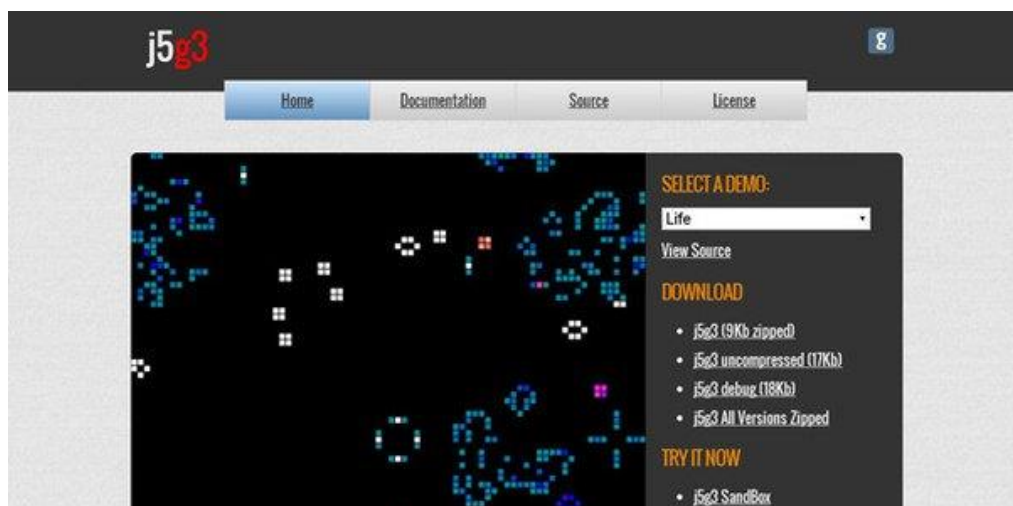 j5g3
g
Home
Documentation
Source
License
SELECT A DEMO:
Life
View Source
DOWNLOAD
j5g3 (9Kb zipped)
j5g3 uncompressed (17Kb)
j5g3 debug (18Kb)
j5g3 All Versions Zipped
TRY IT NOW
j5g3 SandBox